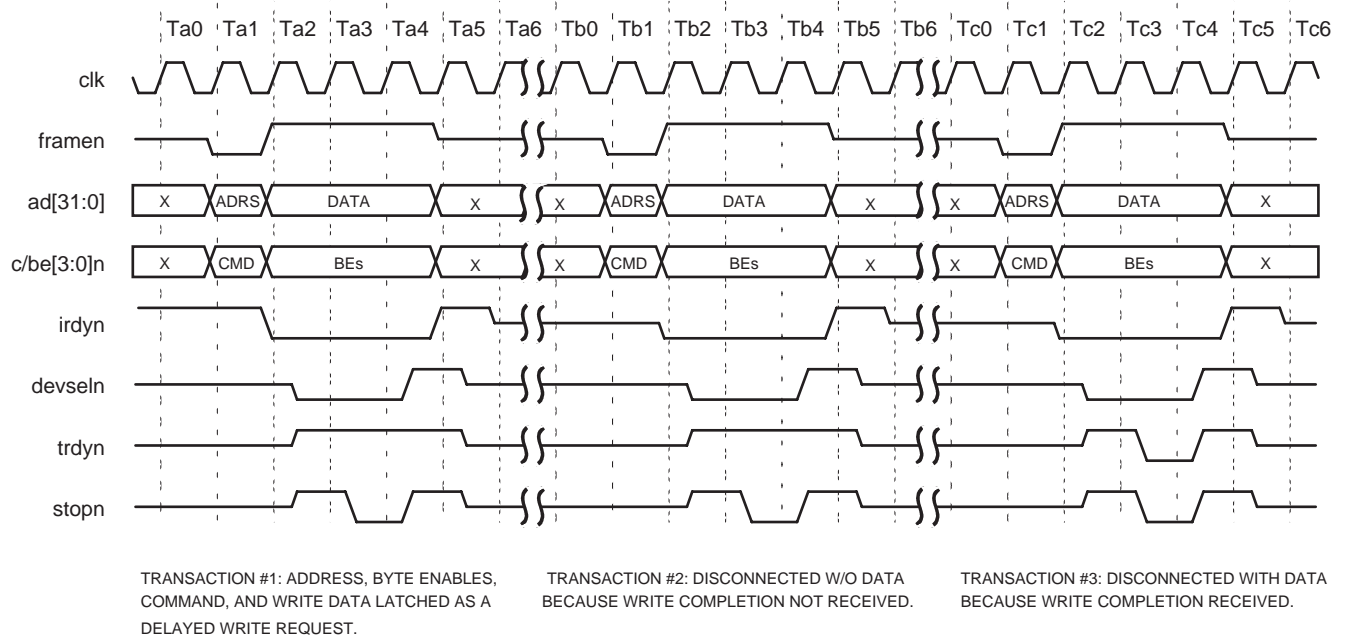 Ta0 Ta1 Ta2 Ta3 Ta4 Ta5 Ta6 Tb0 Tb1 Tb2 Tb3 Tb4 Tb5 Tb6 Tc0 Tc1 Tc2 Tc3 Tc4 Tc5 Tc6
clk
framen
ad[31:0] X ADRS DATA X X ADRS DATA X X ADRS DATA X
c/be[3:0]n X CMD BEs X X CMD BEs X X CMD BEs X
irdyn
devseln
trdyn
stopn
TRANSACTION #1: ADDRESS, BYTE ENABLES,
COMMAND, AND WRITE DATA LATCHED AS A
DELAYED WRITE REQUEST.
TRANSACTION #2: DISCONNECTED W/O DATA
BECAUSE WRITE COMPLETION NOT RECEIVED.
TRANSACTION #3: DISCONNECTED WITH DATA
BECAUSE WRITE COMPLETION RECEIVED.